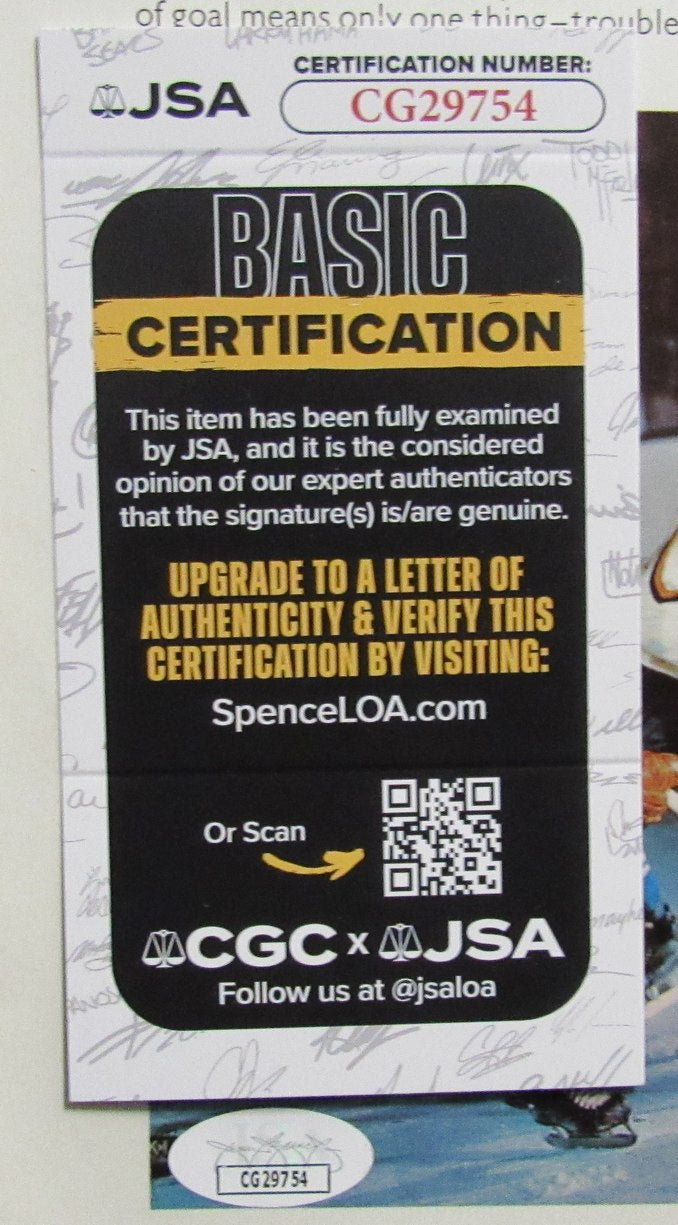 of goal means only one thing—trouble
JSA
CERTIFICATION NUMBER:
CG29754
BASIC
CERTIFICATION
This item has been fully examined
by JSA, and it is the considered
opinion of our expert authenticators
that the signature(s) is/are genuine.
UPGRADE TO A LETTER OF
AUTHENTICITY & VERIFY THIS
CERTIFICATION BY VISITING:
SpenceLOA.com
Or Scan
CGC x JSA
Follow us at @jsaloa
CG29754